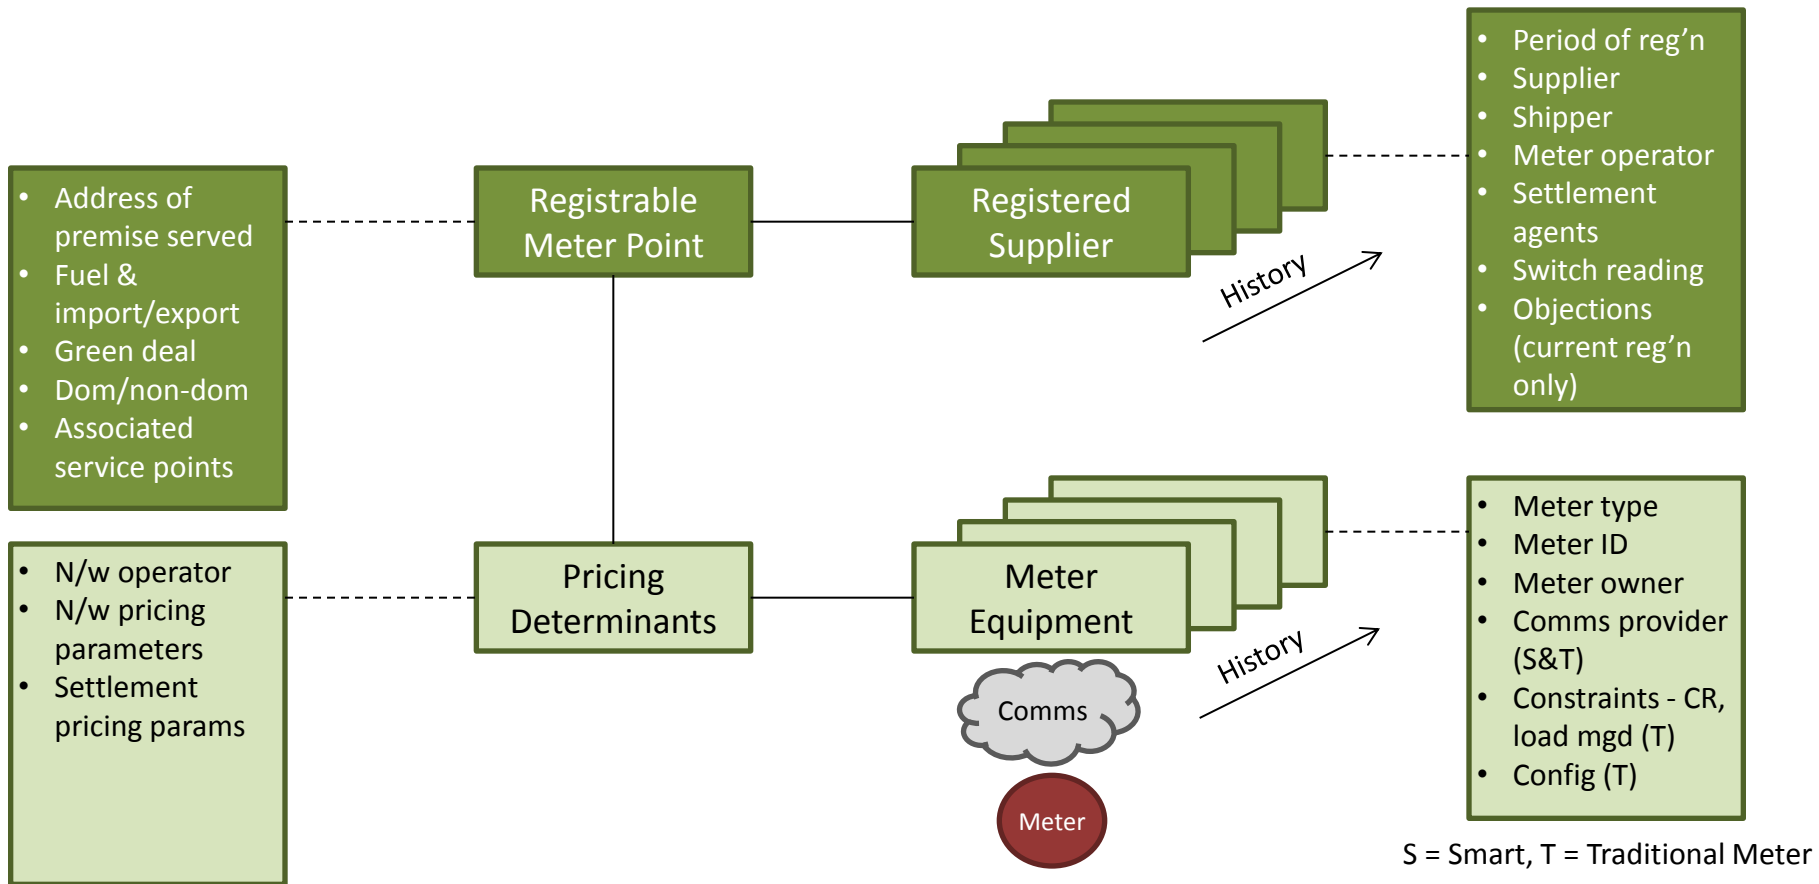 • Address of
premise served
• Fuel &
import/export
• Green deal
• Dom/non-dom
• Associated
service points
Registrable
Meter Point
Registered
Supplier
History
• Period of reg’n
• Supplier
• Shipper
• Meter operator
• Settlement
agents
• Switch reading
• Objections
(current reg’n
only)
• N/w operator
• N/w pricing
parameters
• Settlement
pricing params
Pricing
Determinants
Meter
Equipment
History
Comms
Meter
• Meter type
• Meter ID
• Meter owner
• Comms provider
(S&T)
• Constraints - CR,
load mgd (T)
• Config (T)
S = Smart, T = Traditional Meter